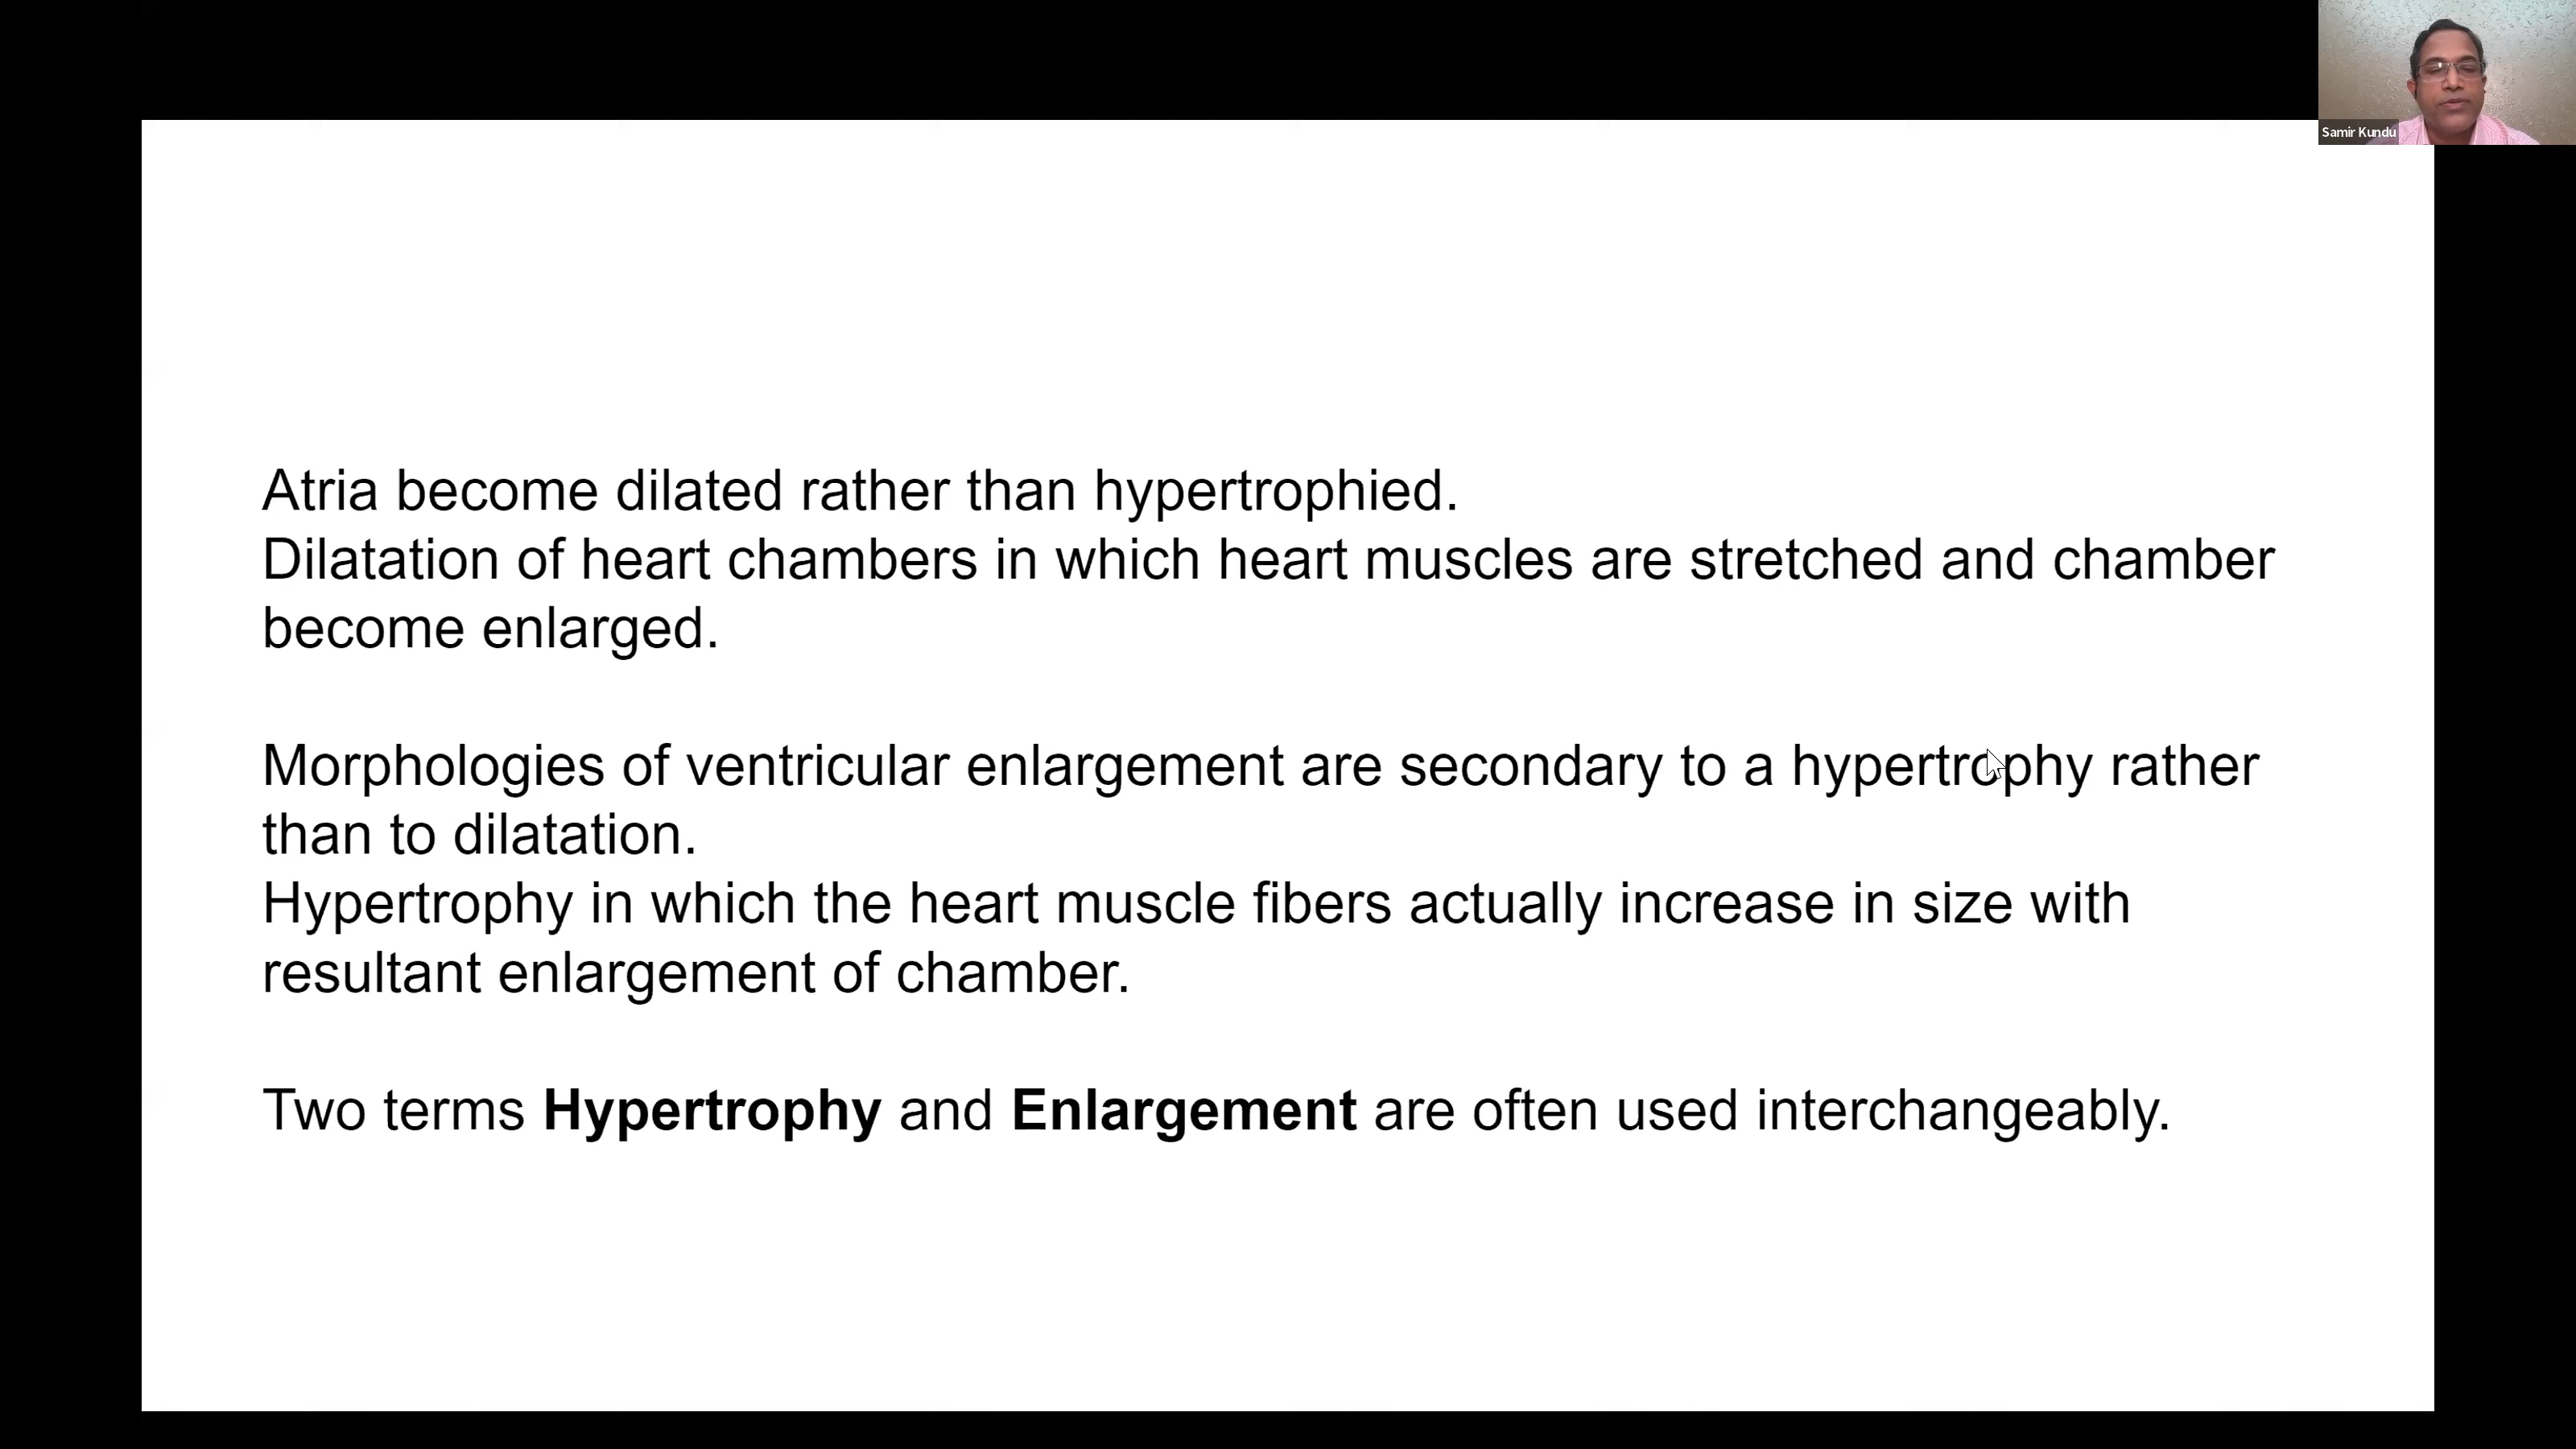 Samir Kundu
Atria become dilated rather than hypertrophied.
Dilatation of heart chambers in which heart muscles are stretched and chamber
become enlarged.
Morphologies of ventricular enlargement are secondary to a hypertrophy rather
than to dilatation.
Hypertrophy in which the heart muscle fibers actually increase in size with
resultant enlargement of chamber.
Two terms Hypertrophy and Enlargement are often used interchangeably.